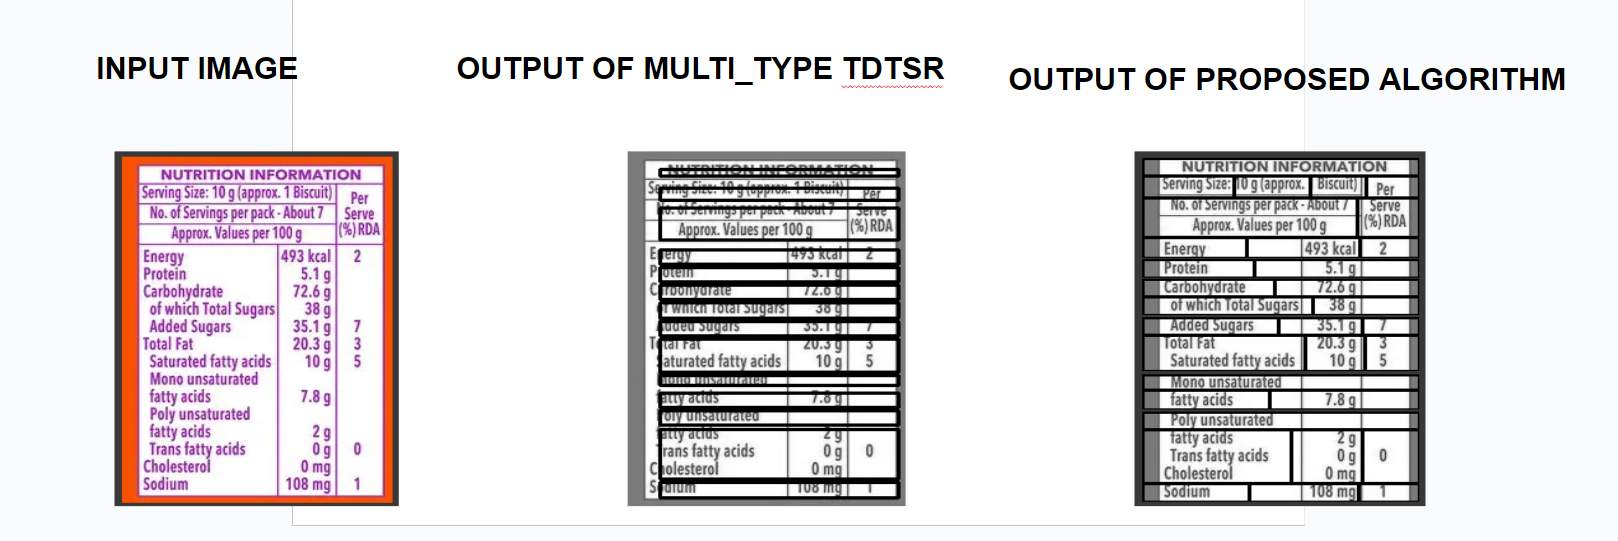 INPUT IMAGE
OUTPUT OF MULTI_TYPE TDTSR
OUTPUT OF PROPOSED ALGORITHM
NUTRITION INFORMATION
Serving Size: 10 g (approx. 1 Biscuit)
No. of Servings per pack - About 7
Approx. Values per 100 g
Per
Serve
(%) RDA
Energy 493 kcal 2
Protein 5.1 g
Carbohydrate 72.6 g
of which Total Sugars 38 g
Added Sugars 35.1 g 7
Total Fat 20.3 g 3
Saturated fatty acids 10 g 5
Mono unsaturated
fatty acids 7.8 g
Poly unsaturated
fatty acids 2 g
Trans fatty acids 0 g 0
Cholesterol 0 mg
Sodium 108 mg 1
NUTRITION INFORMATION
Serving Size: 10 g (approx. 1 Biscuit)
No. of Servings per pack - About 7
Approx. Values per 100 g
Per
Serve
(%) RDA
Energy 493 kcal 2
Protein 5.1 g
Carbohydrate 72.6 g
of which Total Sugars 38 g
Added Sugars 35.1 g 7
Total Fat 20.3 g 3
Saturated fatty acids 10 g 5
Mono unsaturated
fatty acids 7.8 g
Poly unsaturated
fatty acids 2 g
Trans fatty acids 0 g 0
Cholesterol 0 mg
Sodium 108 mg 1
NUTRITION INFORMATION
Serving Size: 10 g (approx. Biscuit)
No. of Servings per pack - About 7
Approx. Values per 100 g
Per
Serve
(%) RDA
Energy 493 kcal 2
Protein 5.1 g
Carbohydrate 72.6 g
of which Total Sugars 38 g
Added Sugars 35.1 g 7
Total Fat 20.3 g 3
Saturated fatty acids 10 g 5
Mono unsaturated
fatty acids 7.8 g
Poly unsaturated
fatty acids 2 g
Trans fatty acids 0 g 0
Cholesterol 0 mg
Sodium 108 mg 1